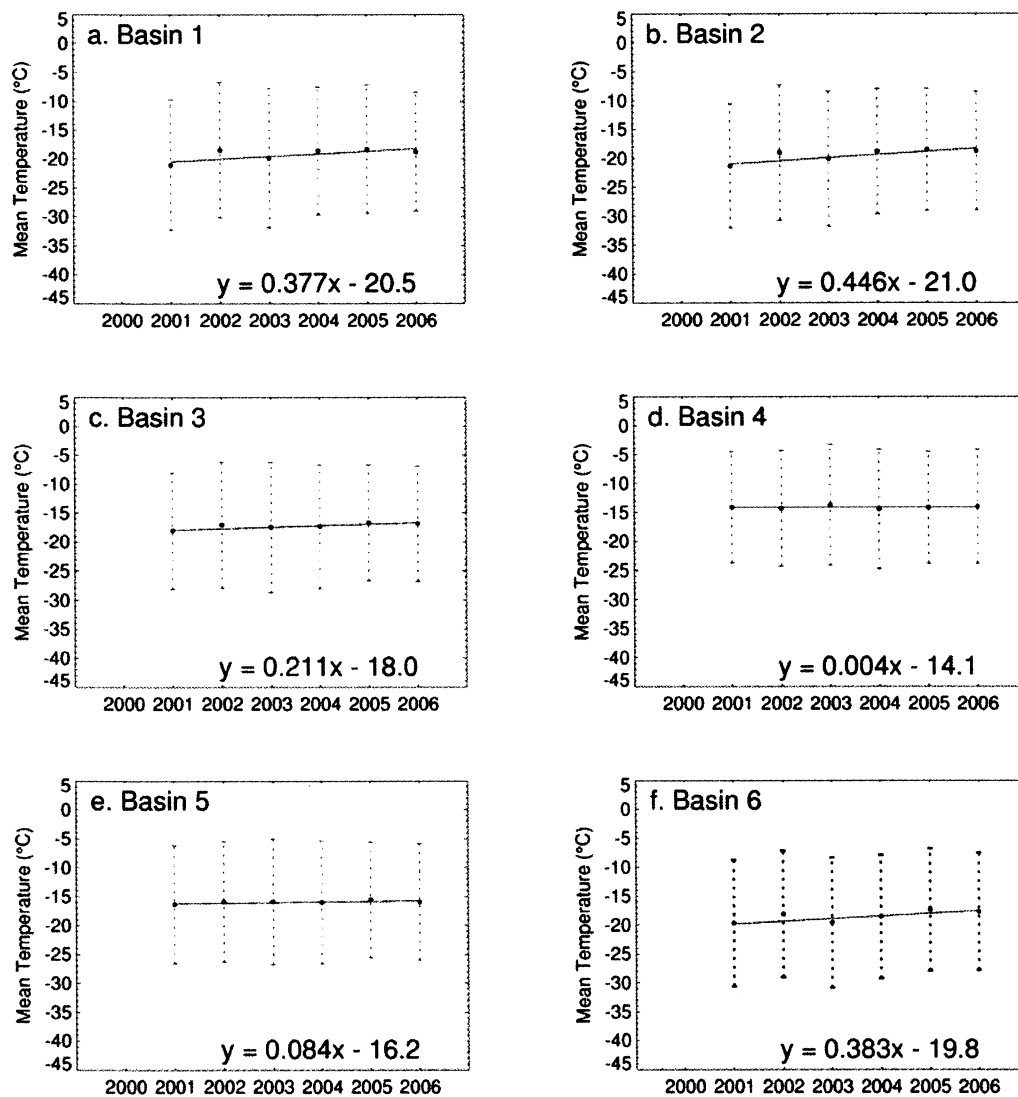 a. Basin 1
Mean Temperature (°C)
5
0
-5
-10
-15
-20
-25
-30
-35
-40
-45
y = 0.377x - 20.5
2000 2001 2002 2003 2004 2005 2006
b. Basin 2
Mean Temperature (°C)
5
0
-5
-10
-15
-20
-25
-30
-35
-40
-45
y = 0.446x - 21.0
2000 2001 2002 2003 2004 2005 2006
c. Basin 3
Mean Temperature (°C)
5
0
-5
-10
-15
-20
-25
-30
-35
-40
-45
y = 0.211x - 18.0
2000 2001 2002 2003 2004 2005 2006
d. Basin 4
Mean Temperature (°C)
5
0
-5
-10
-15
-20
-25
-30
-35
-40
-45
y = 0.004x - 14.1
2000 2001 2002 2003 2004 2005 2006
e. Basin 5
Mean Temperature (°C)
5
0
-5
-10
-15
-20
-25
-30
-35
-40
-45
y = 0.084x - 16.2
2000 2001 2002 2003 2004 2005 2006
f. Basin 6
Mean Temperature (°C)
5
0
-5
-10
-15
-20
-25
-30
-35
-40
-45
y = 0.383x - 19.8
2000 2001 2002 2003 2004 2005 2006